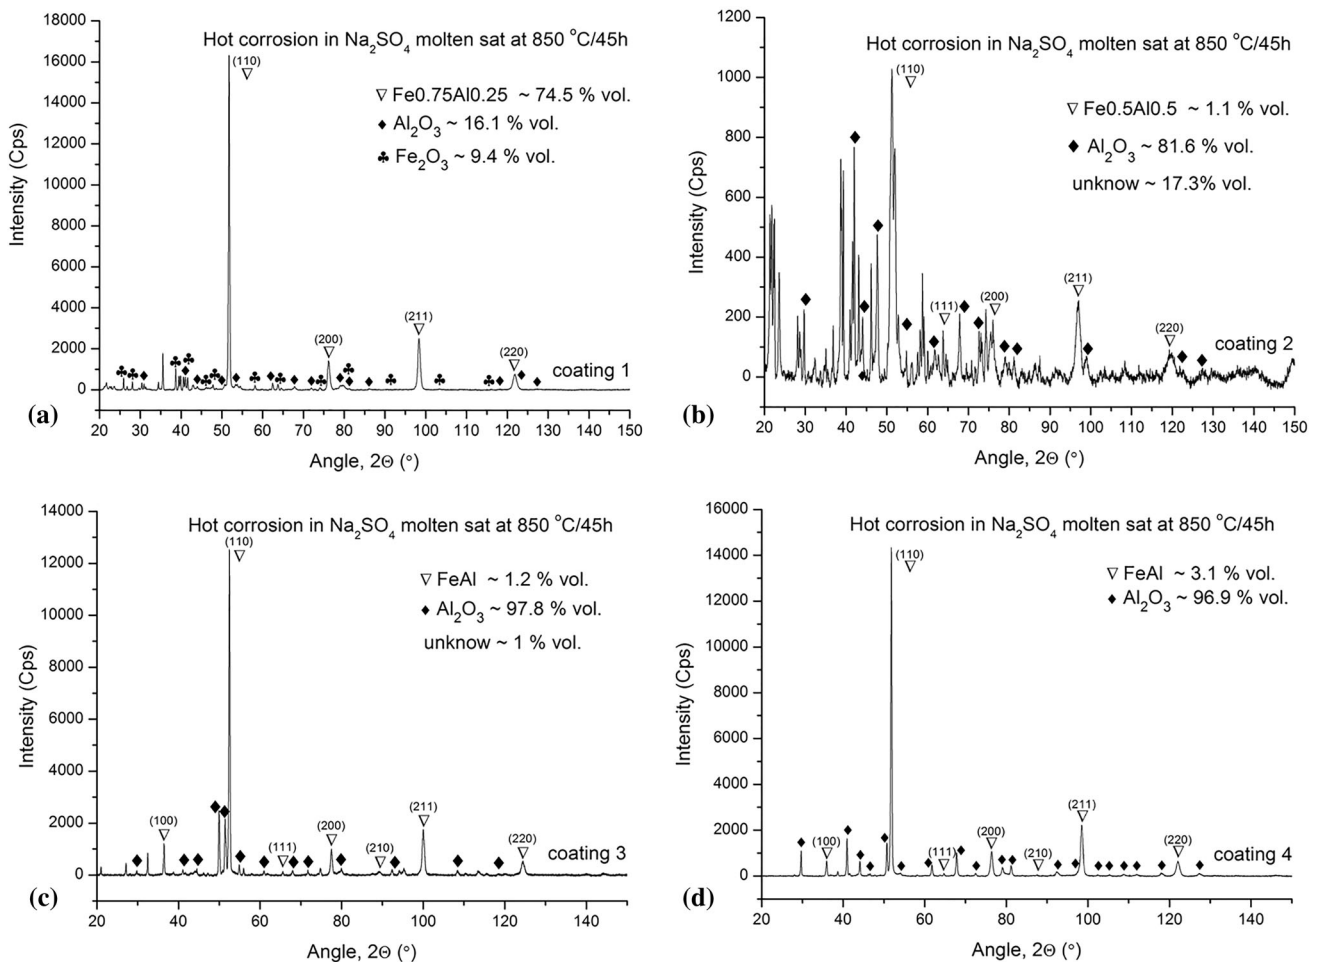 Hot corrosion in Na2SO4 molten sat at 850 °C/45h
(110)
▽ Fe0.75Al0.25 ~ 74.5 % vol.
♦ Al2O3 ~ 16.1 % vol.
♣ Fe2O3 ~ 9.4 % vol.
(200)
(211)
(220)
coating 1
Intensity (Cps)
18000
16000
14000
12000
10000
8000
6000
4000
2000
0
20 30 40 50 60 70 80 90 100 110 120 130 140 150
Angle, 2Θ (°)
(a)
Hot corrosion in Na2SO4 molten sat at 850 °C/45h
(110)
▽ Fe0.5Al0.5 ~ 1.1 % vol.
♦ Al2O3 ~ 81.6 % vol.
unknow ~ 17.3% vol.
(111)
(200)
(211)
(220)
coating 2
Intensity (Cps)
1200
1000
800
600
400
200
0
20 30 40 50 60 70 80 90 100 110 120 130 140 150
Angle, 2Θ (°)
(b)
Hot corrosion in Na2SO4 molten sat at 850 °C/45h
(110)
▽ FeAl ~ 1.2 % vol.
♦ Al2O3 ~ 97.8 % vol.
unknow ~ 1 % vol.
(100)
(111)
(200)
(210)
(211)
(220)
coating 3
Intensity (Cps)
14000
12000
10000
8000
6000
4000
2000
0
20 40 60 80 100 120 140
Angle, 2Θ (°)
(c)
Hot corrosion in Na2SO4 molten sat at 850 °C/45h
(110)
▽ FeAl ~ 3.1 % vol.
♦ Al2O3 ~ 96.9 % vol.
(100)
(111)
(200)
(210)
(211)
(220)
coating 4
Intensity (Cps)
16000
14000
12000
10000
8000
6000
4000
2000
0
20 40 60 80 100 120 140
Angle, 2Θ (°)
(d)